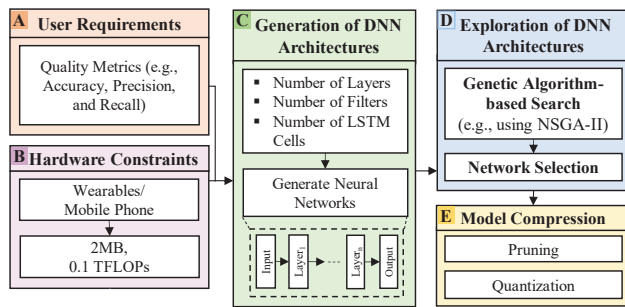 A
User Requirements
Quality Metrics (e.g.,
Accuracy, Precision,
and Recall)
B
Hardware Constraints
Wearables/
Mobile Phone
2MB,
0.1 TFLOPs
C
Generation of DNN
Architectures
▪ Number of Layers
▪ Number of Filters
▪ Number of LSTM
Cells
Generate Neural
Networks
Input
Layer₁
Layerₙ
Output
D
Exploration of DNN
Architectures
Genetic Algorithm-
based Search
(e.g., using NSGA-II)
Network Selection
E
Model Compression
Pruning
Quantization